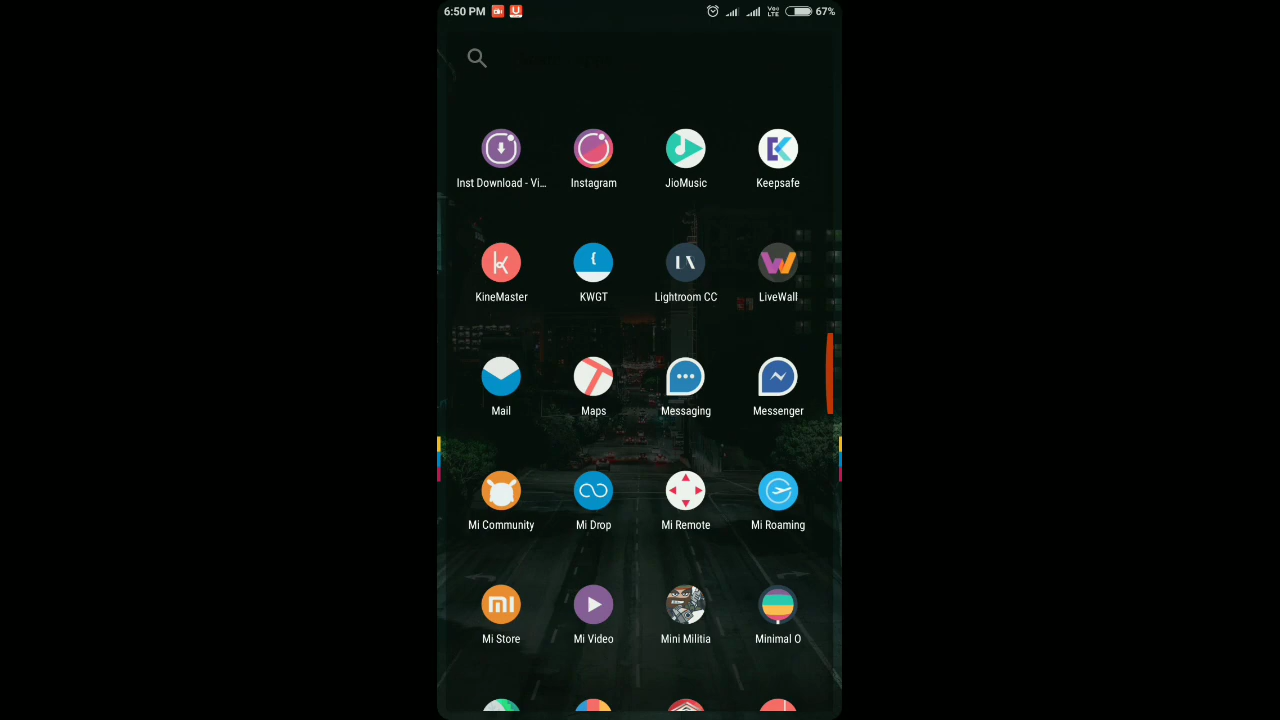 6:50 PM VoLTE 67%
Inst Download - Vi... Instagram JioMusic Keepsafe
KineMaster KWGT Lightroom CC LiveWall
Mail Maps Messaging Messenger
Mi Community Mi Drop Mi Remote Mi Roaming
Mi Store Mi Video Mini Militia Minimal O